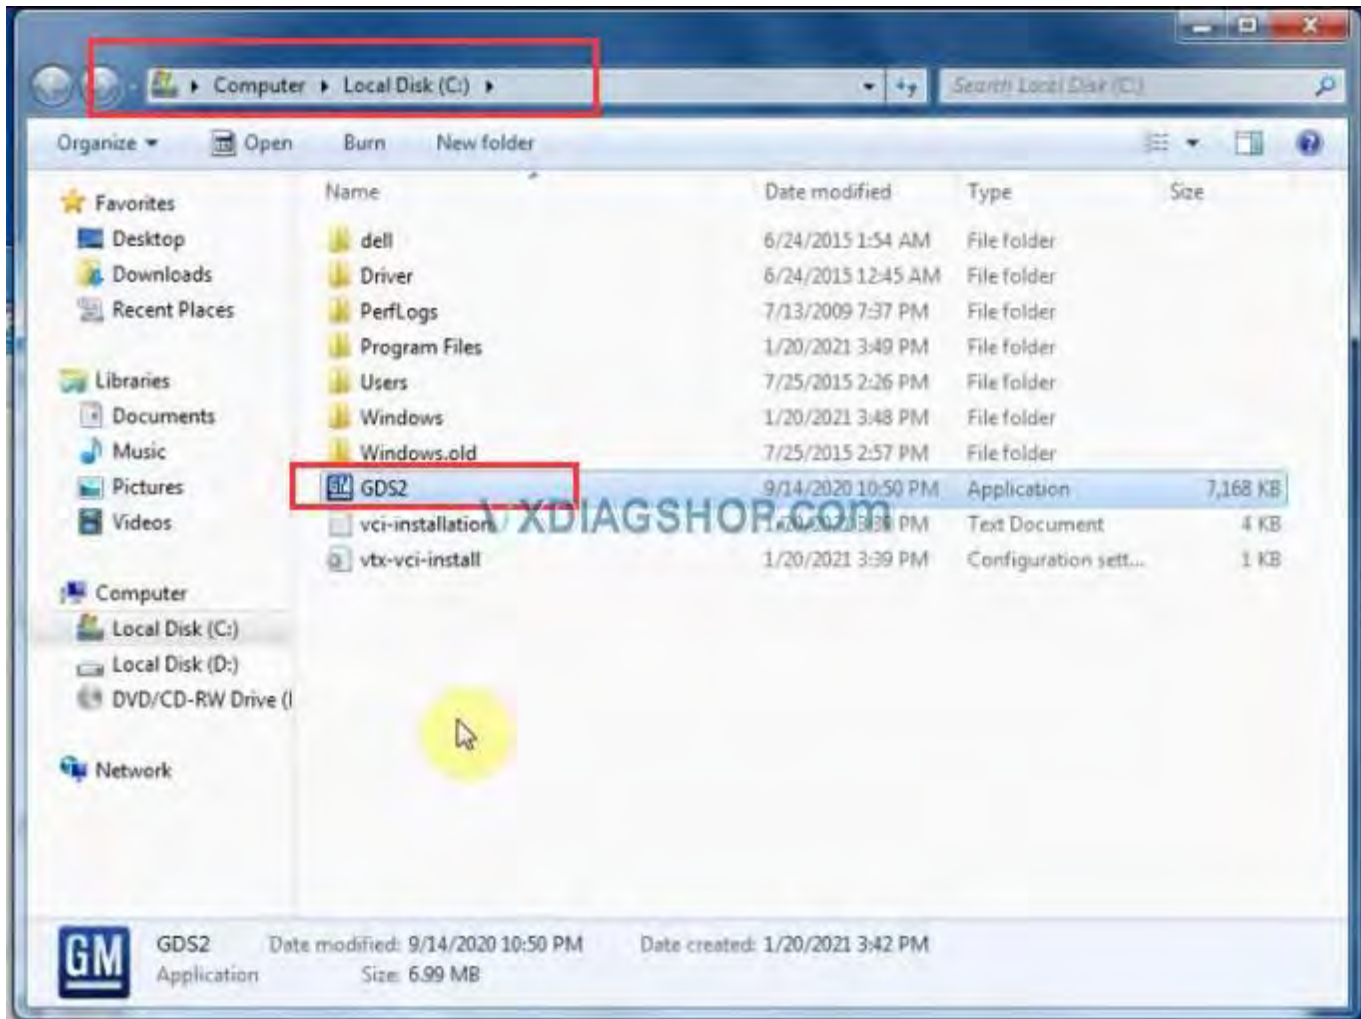 Computer Local Disk (C:)
Search Local Disk (C:)
Organize Open Burn New folder
Name Date modified Type Size
Favorites
Desktop
Downloads
Recent Places
Libraries
Documents
Music
Pictures
Videos
Computer
Local Disk (C:)
Local Disk (D:)
DVD/CD-RW Drive (
Network
dell 6/24/2015 1:54 AM File folder
Driver 6/24/2015 12:45 AM File folder
PerfLogs 7/13/2009 7:37 PM File folder
Program Files 1/20/2021 3:49 PM File folder
Users 7/25/2015 2:26 PM File folder
Windows 1/20/2021 3:48 PM File folder
Windows.old 7/25/2015 2:57 PM File folder
GDS2 9/14/2020 10:50 PM Application 7,168 KB
vci-installation PM Text Document 4 KB
vtx-vci-install 1/20/2021 3:39 PM Configuration sett... 1 KB
VXDIAGSHOP.com
GM
GDS2 Date modified: 9/14/2020 10:50 PM Date created: 1/20/2021 3:42 PM
Application Size: 6.99 MB